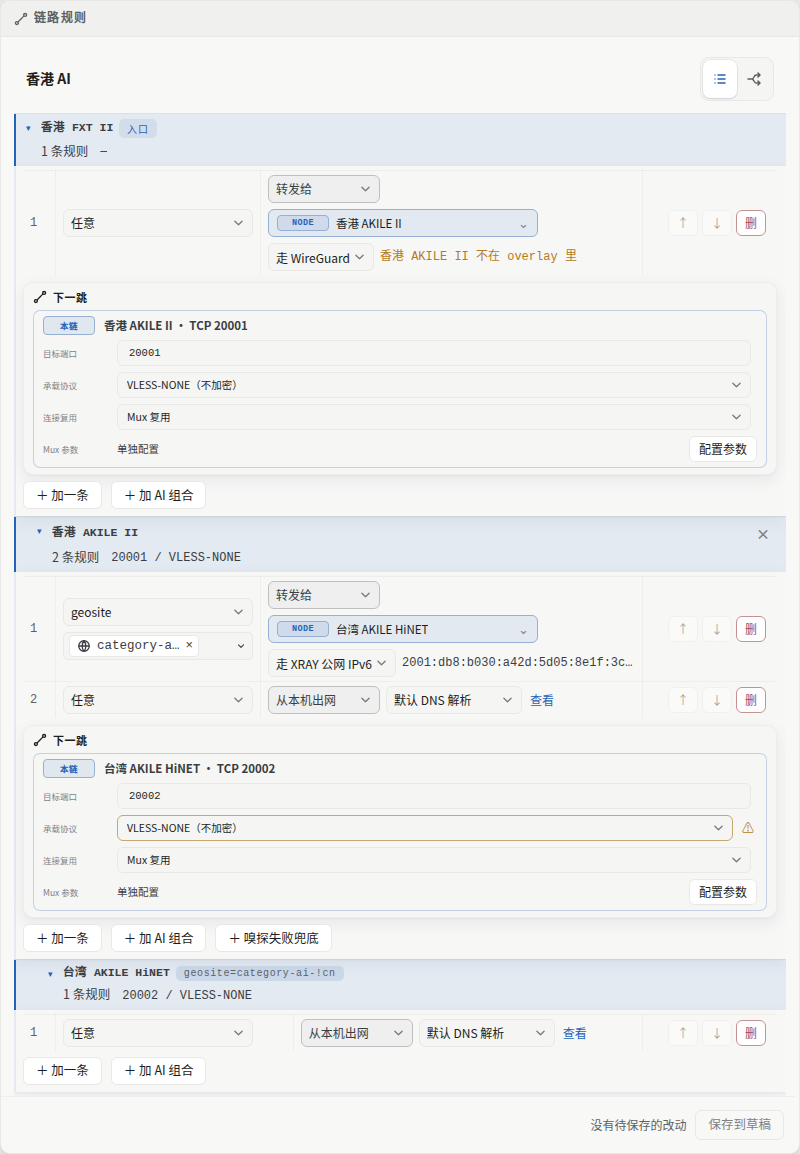 链路规则
香港 AI
▾ 香港 FXT II 入口
1 条规则 —
转发给
1 任意 NODE 香港 AKILE II
走 WireGuard 香港 AKILE II 不在 overlay 里
↑ ↓ 删
下一跳
本链 香港 AKILE II · TCP 20001
目标端口 20001
承载协议 VLESS-NONE（不加密）
连接复用 Mux 复用
Mux 参数 单独配置 配置参数
＋ 加一条 ＋ 加 AI 组合
▾ 香港 AKILE II ×
2 条规则 20001 / VLESS-NONE
geosite 转发给
1 category-a… × NODE 台湾 AKILE HiNET ↑ ↓ 删
走 XRAY 公网 IPv6 2001:db8:b030:a42d:5d05:8e1f:3c…
2 任意 从本机出网 默认 DNS 解析 查看 ↑ ↓ 删
下一跳
本链 台湾 AKILE HiNET · TCP 20002
目标端口 20002
承载协议 VLESS-NONE（不加密）
连接复用 Mux 复用
Mux 参数 单独配置 配置参数
＋ 加一条 ＋ 加 AI 组合 ＋ 嗅探失败兜底
▾ 台湾 AKILE HiNET geosite=category-ai-!cn
1 条规则 20002 / VLESS-NONE
1 任意 从本机出网 默认 DNS 解析 查看 ↑ ↓ 删
＋ 加一条 ＋ 加 AI 组合
没有待保存的改动 保存到草稿